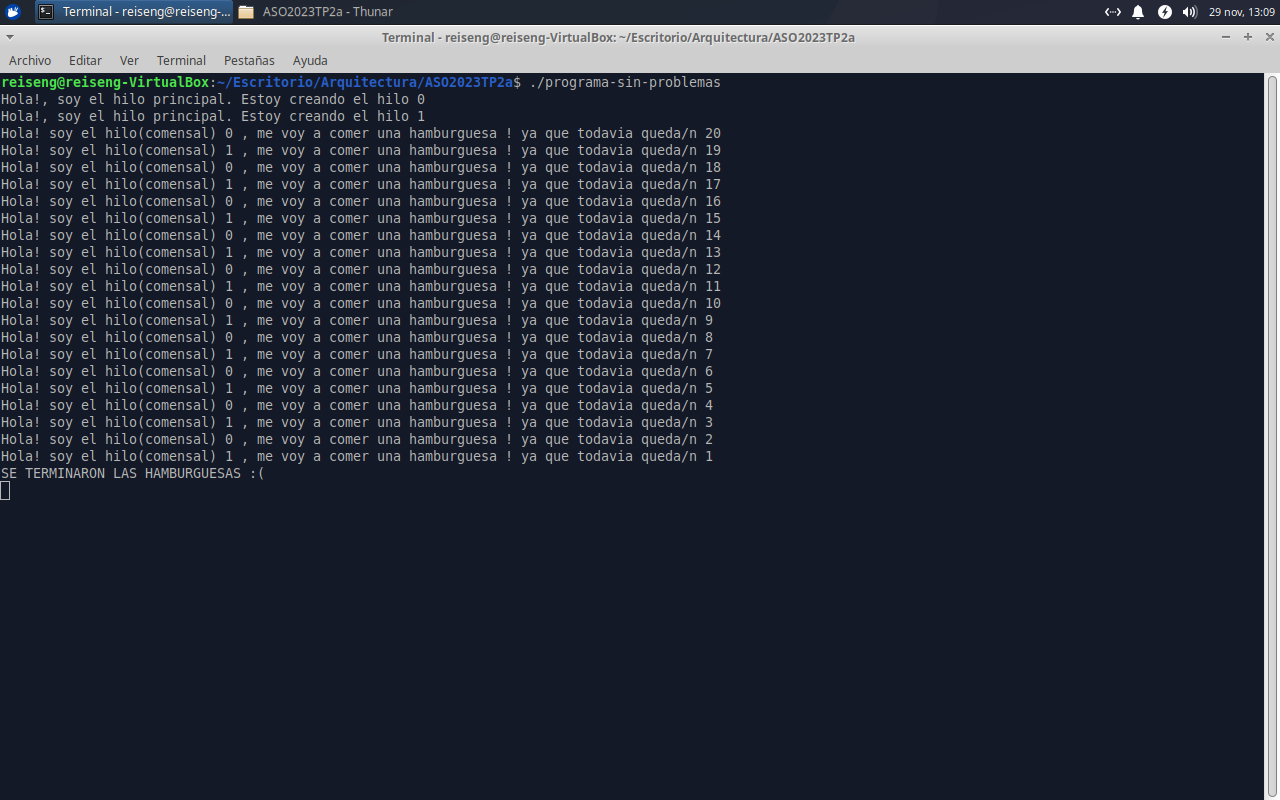 Terminal - reiseng@reiseng-...
ASO2023TP2a - Thunar
29 nov, 13:09
Terminal - reiseng@reiseng-VirtualBox: ~/Escritorio/Arquitectura/ASO2023TP2a
Archivo Editar Ver Terminal Pestañas Ayuda
reiseng@reiseng-VirtualBox:~/Escritorio/Arquitectura/ASO2023TP2a$ ./programa-sin-problemas
Hola!, soy el hilo principal. Estoy creando el hilo 0
Hola!, soy el hilo principal. Estoy creando el hilo 1
Hola! soy el hilo(comensal) 0 , me voy a comer una hamburguesa ! ya que todavia queda/n 20
Hola! soy el hilo(comensal) 1 , me voy a comer una hamburguesa ! ya que todavia queda/n 19
Hola! soy el hilo(comensal) 0 , me voy a comer una hamburguesa ! ya que todavia queda/n 18
Hola! soy el hilo(comensal) 1 , me voy a comer una hamburguesa ! ya que todavia queda/n 17
Hola! soy el hilo(comensal) 0 , me voy a comer una hamburguesa ! ya que todavia queda/n 16
Hola! soy el hilo(comensal) 1 , me voy a comer una hamburguesa ! ya que todavia queda/n 15
Hola! soy el hilo(comensal) 0 , me voy a comer una hamburguesa ! ya que todavia queda/n 14
Hola! soy el hilo(comensal) 1 , me voy a comer una hamburguesa ! ya que todavia queda/n 13
Hola! soy el hilo(comensal) 0 , me voy a comer una hamburguesa ! ya que todavia queda/n 12
Hola! soy el hilo(comensal) 1 , me voy a comer una hamburguesa ! ya que todavia queda/n 11
Hola! soy el hilo(comensal) 0 , me voy a comer una hamburguesa ! ya que todavia queda/n 10
Hola! soy el hilo(comensal) 1 , me voy a comer una hamburguesa ! ya que todavia queda/n 9
Hola! soy el hilo(comensal) 0 , me voy a comer una hamburguesa ! ya que todavia queda/n 8
Hola! soy el hilo(comensal) 1 , me voy a comer una hamburguesa ! ya que todavia queda/n 7
Hola! soy el hilo(comensal) 0 , me voy a comer una hamburguesa ! ya que todavia queda/n 6
Hola! soy el hilo(comensal) 1 , me voy a comer una hamburguesa ! ya que todavia queda/n 5
Hola! soy el hilo(comensal) 0 , me voy a comer una hamburguesa ! ya que todavia queda/n 4
Hola! soy el hilo(comensal) 1 , me voy a comer una hamburguesa ! ya que todavia queda/n 3
Hola! soy el hilo(comensal) 0 , me voy a comer una hamburguesa ! ya que todavia queda/n 2
Hola! soy el hilo(comensal) 1 , me voy a comer una hamburguesa ! ya que todavia queda/n 1
SE TERMINARON LAS HAMBURGUESAS :(